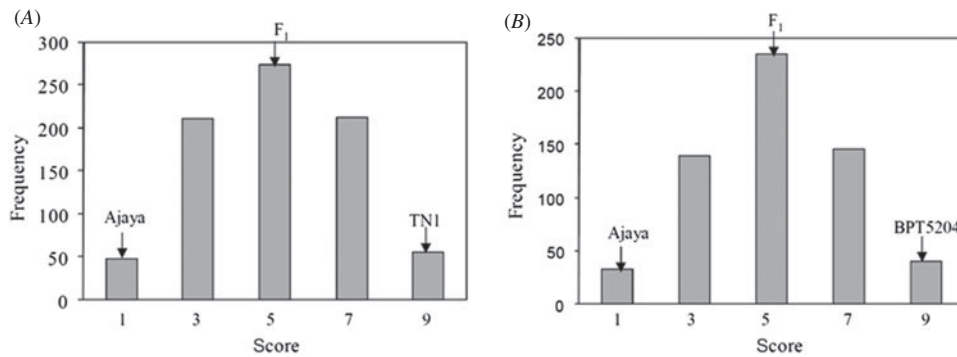 (A)
F1
300
250
200
150
100
50
0
Frequency
Ajaya
TN1
1 3 5 7 9
Score
(B)
F1
250
200
150
100
50
0
Frequency
Ajaya
BPT5204
1 3 5 7 9
Score